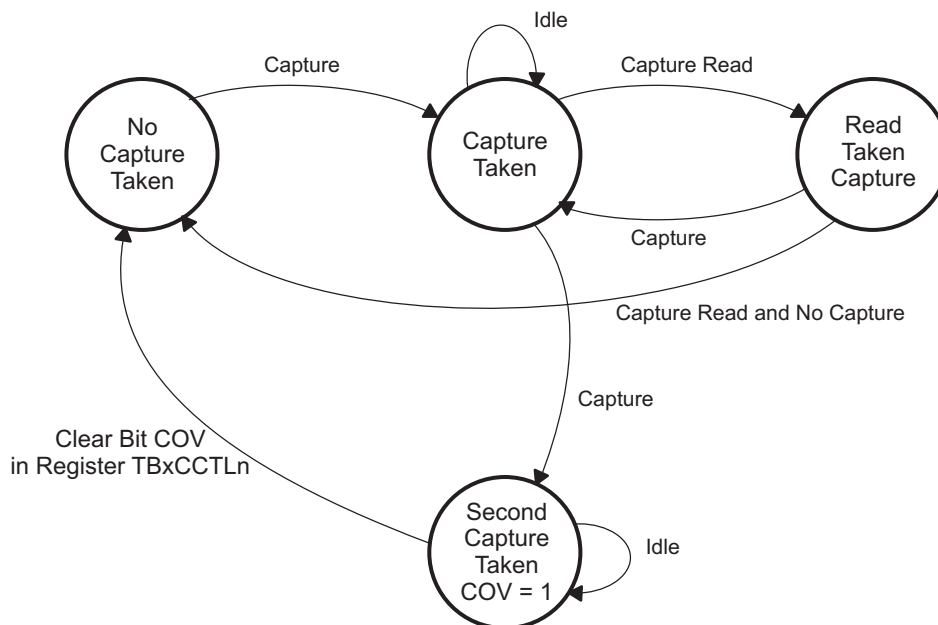 Idle
Capture
Capture Read
No
Capture
Taken
Capture
Taken
Read
Taken
Capture
Capture
Capture Read and No Capture
Capture
Clear Bit COV
in Register TBxCCTLn
Second
Capture
Taken
COV = 1
Idle